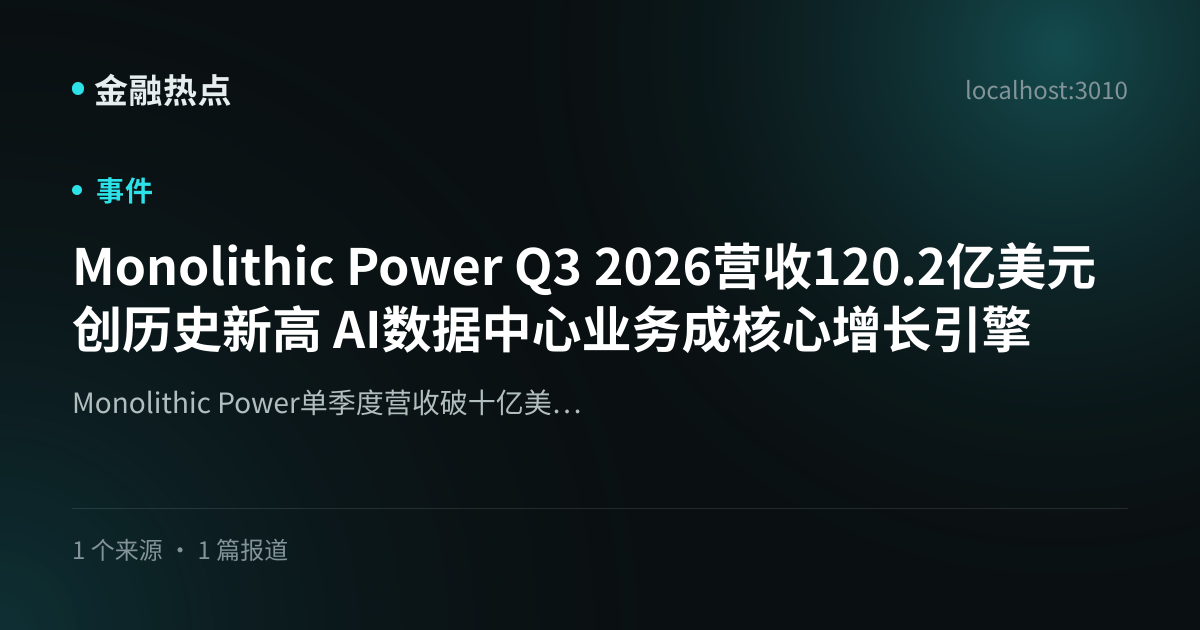 金融热点
localhost:3010
事件
Monolithic Power Q3 2026营收120.2亿美元
创历史新高 AI数据中心业务成核心增长引擎
Monolithic Power单季度营收破十亿美…
1 个来源 · 1 篇报道